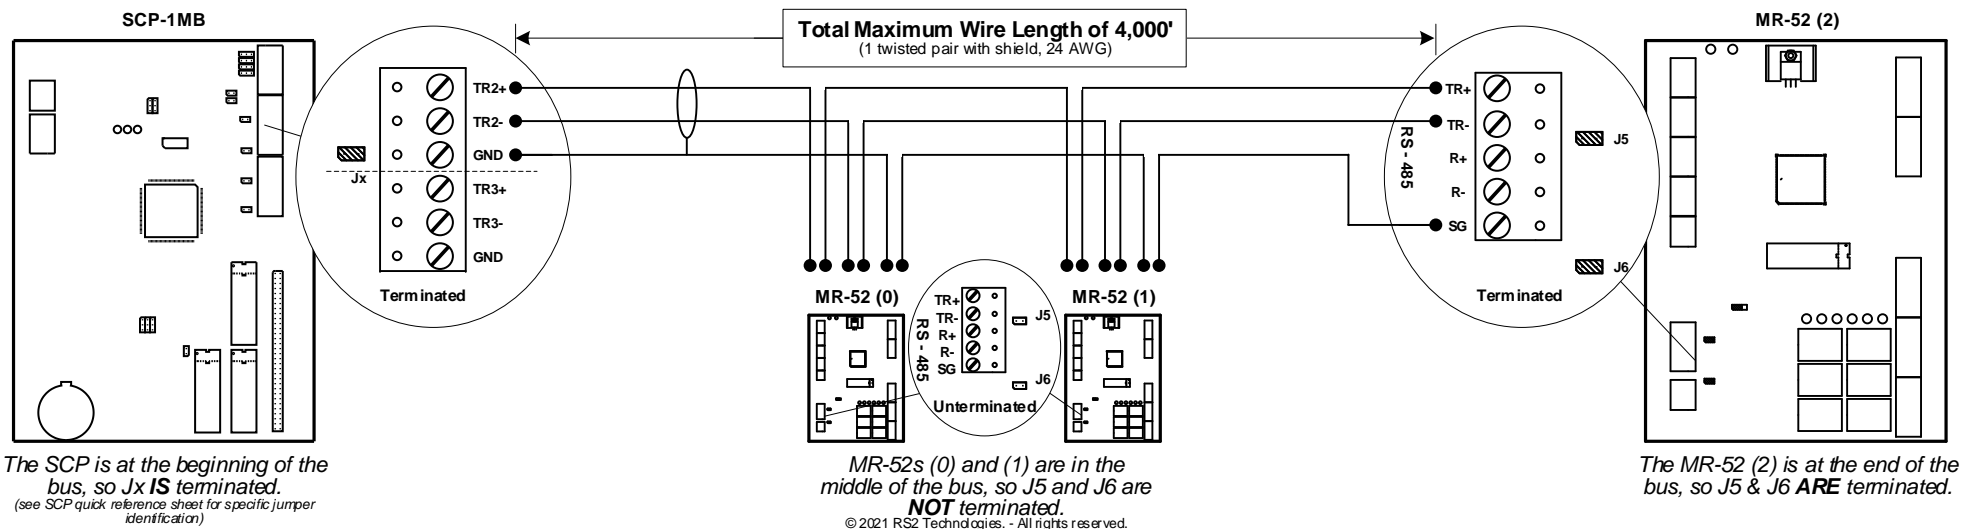 SCP-1MB
Total Maximum Wire Length of 4,000'
(1 twisted pair with shield, 24 AWG)
MR-52 (2)
TR2+
TR2-
GND
Jx
TR3+
TR3-
GND
Terminated
TR+
TR-
R+
R-
SG
RS - 485
J5
J6
Terminated
MR-52 (0)
TR+
TR-
R+
R-
SG
RS - 485
J5
J6
Unterminated
MR-52 (1)
The SCP is at the beginning of the
bus, so Jx IS terminated.
(see SCP quick reference sheet for specific jumper
identification)
MR-52s (0) and (1) are in the
middle of the bus, so J5 and J6 are
NOT terminated.
© 2021 RS2 Technologies. - All rights reserved.
The MR-52 (2) is at the end of the
bus, so J5 & J6 ARE terminated.